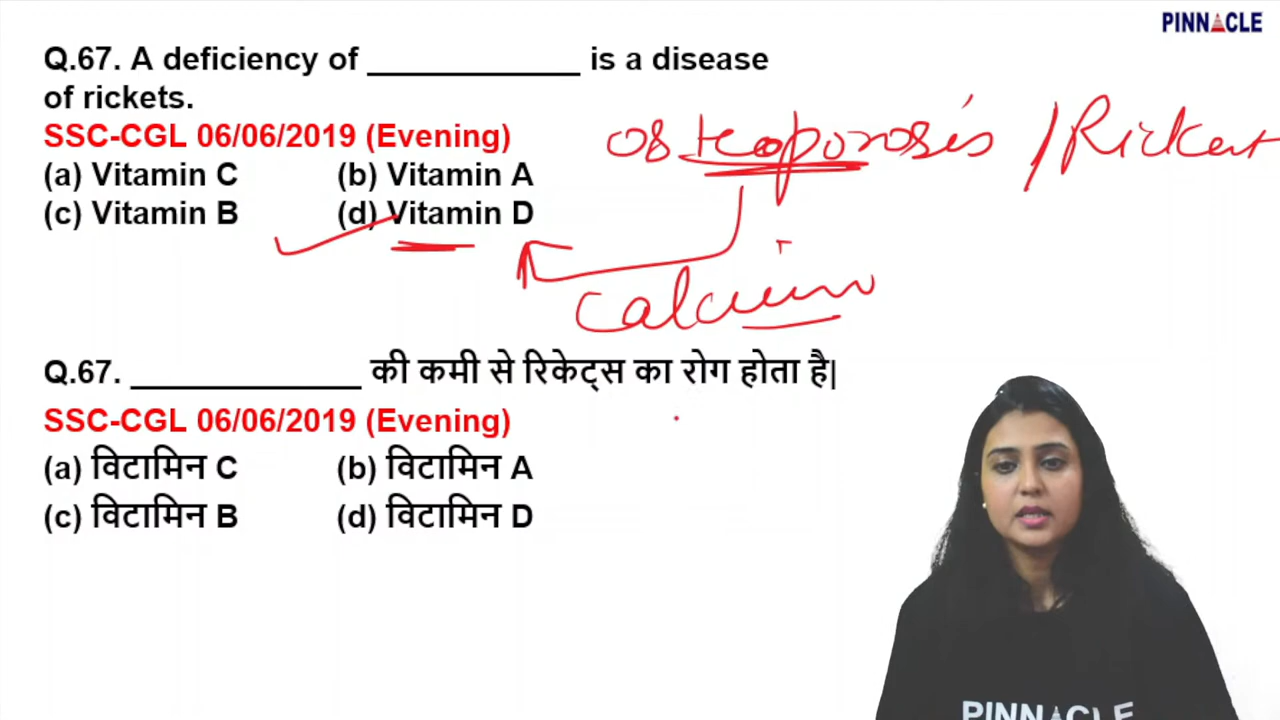 PINNACLE
Q.67. A deficiency of ____________ is a disease
of rickets.
SSC-CGL 06/06/2019 (Evening)
(a) Vitamin C (b) Vitamin A
(c) Vitamin B (d) Vitamin D
osteoporosis / Ricket
calcium
Q.67. _____________ की कमी से रिकेट्स का रोग होता है|
SSC-CGL 06/06/2019 (Evening)
(a) विटामिन C (b) विटामिन A
(c) विटामिन B (d) विटामिन D
PINNACLE